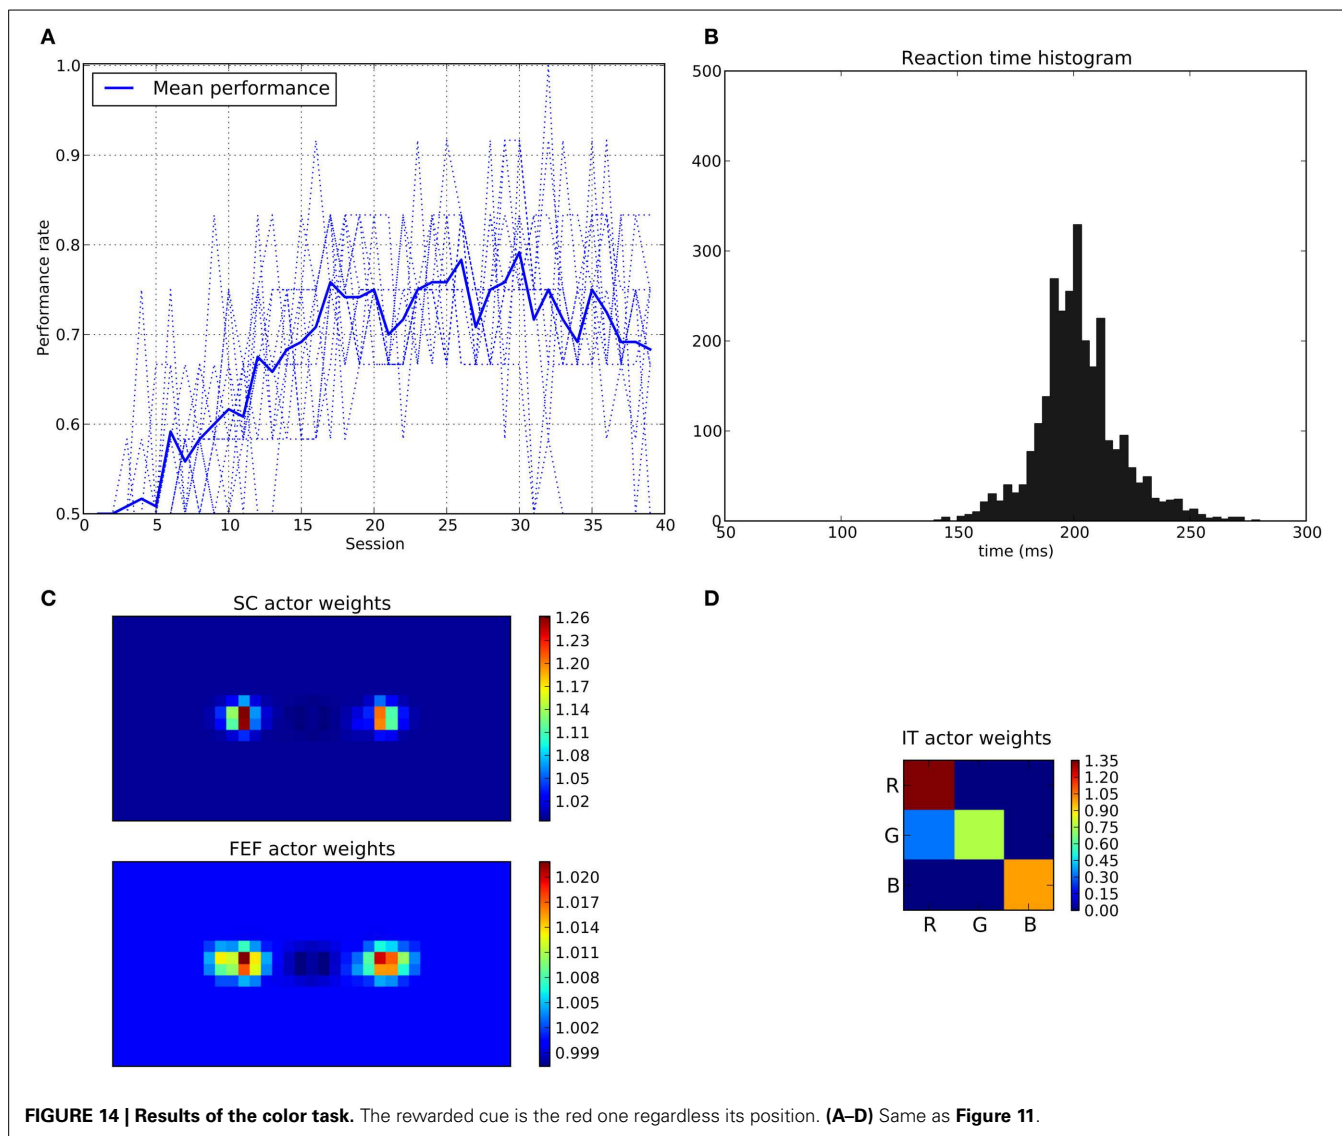 A
Mean performance
1.0
0.9
0.8
0.7
0.6
0.5
Performance rate
0 5 10 15 20 25 30 35 40
Session
B
Reaction time histogram
500
400
300
200
100
0
50 100 150 200 250 300
time (ms)
C
SC actor weights
1.26
1.23
1.20
1.17
1.14
1.11
1.08
1.05
1.02
FEF actor weights
1.020
1.017
1.014
1.011
1.008
1.005
1.002
0.999
D
IT actor weights
R
G
B
R G B
1.35
1.20
1.05
0.90
0.75
0.60
0.45
0.30
0.15
0.00
FIGURE 14 | Results of the color task. The rewarded cue is the red one regardless its position. (A–D) Same as Figure 11.